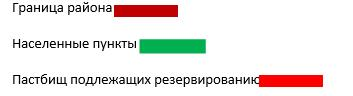 Граница района
Населенные пункты
Пастбищ подлежащих резервированию